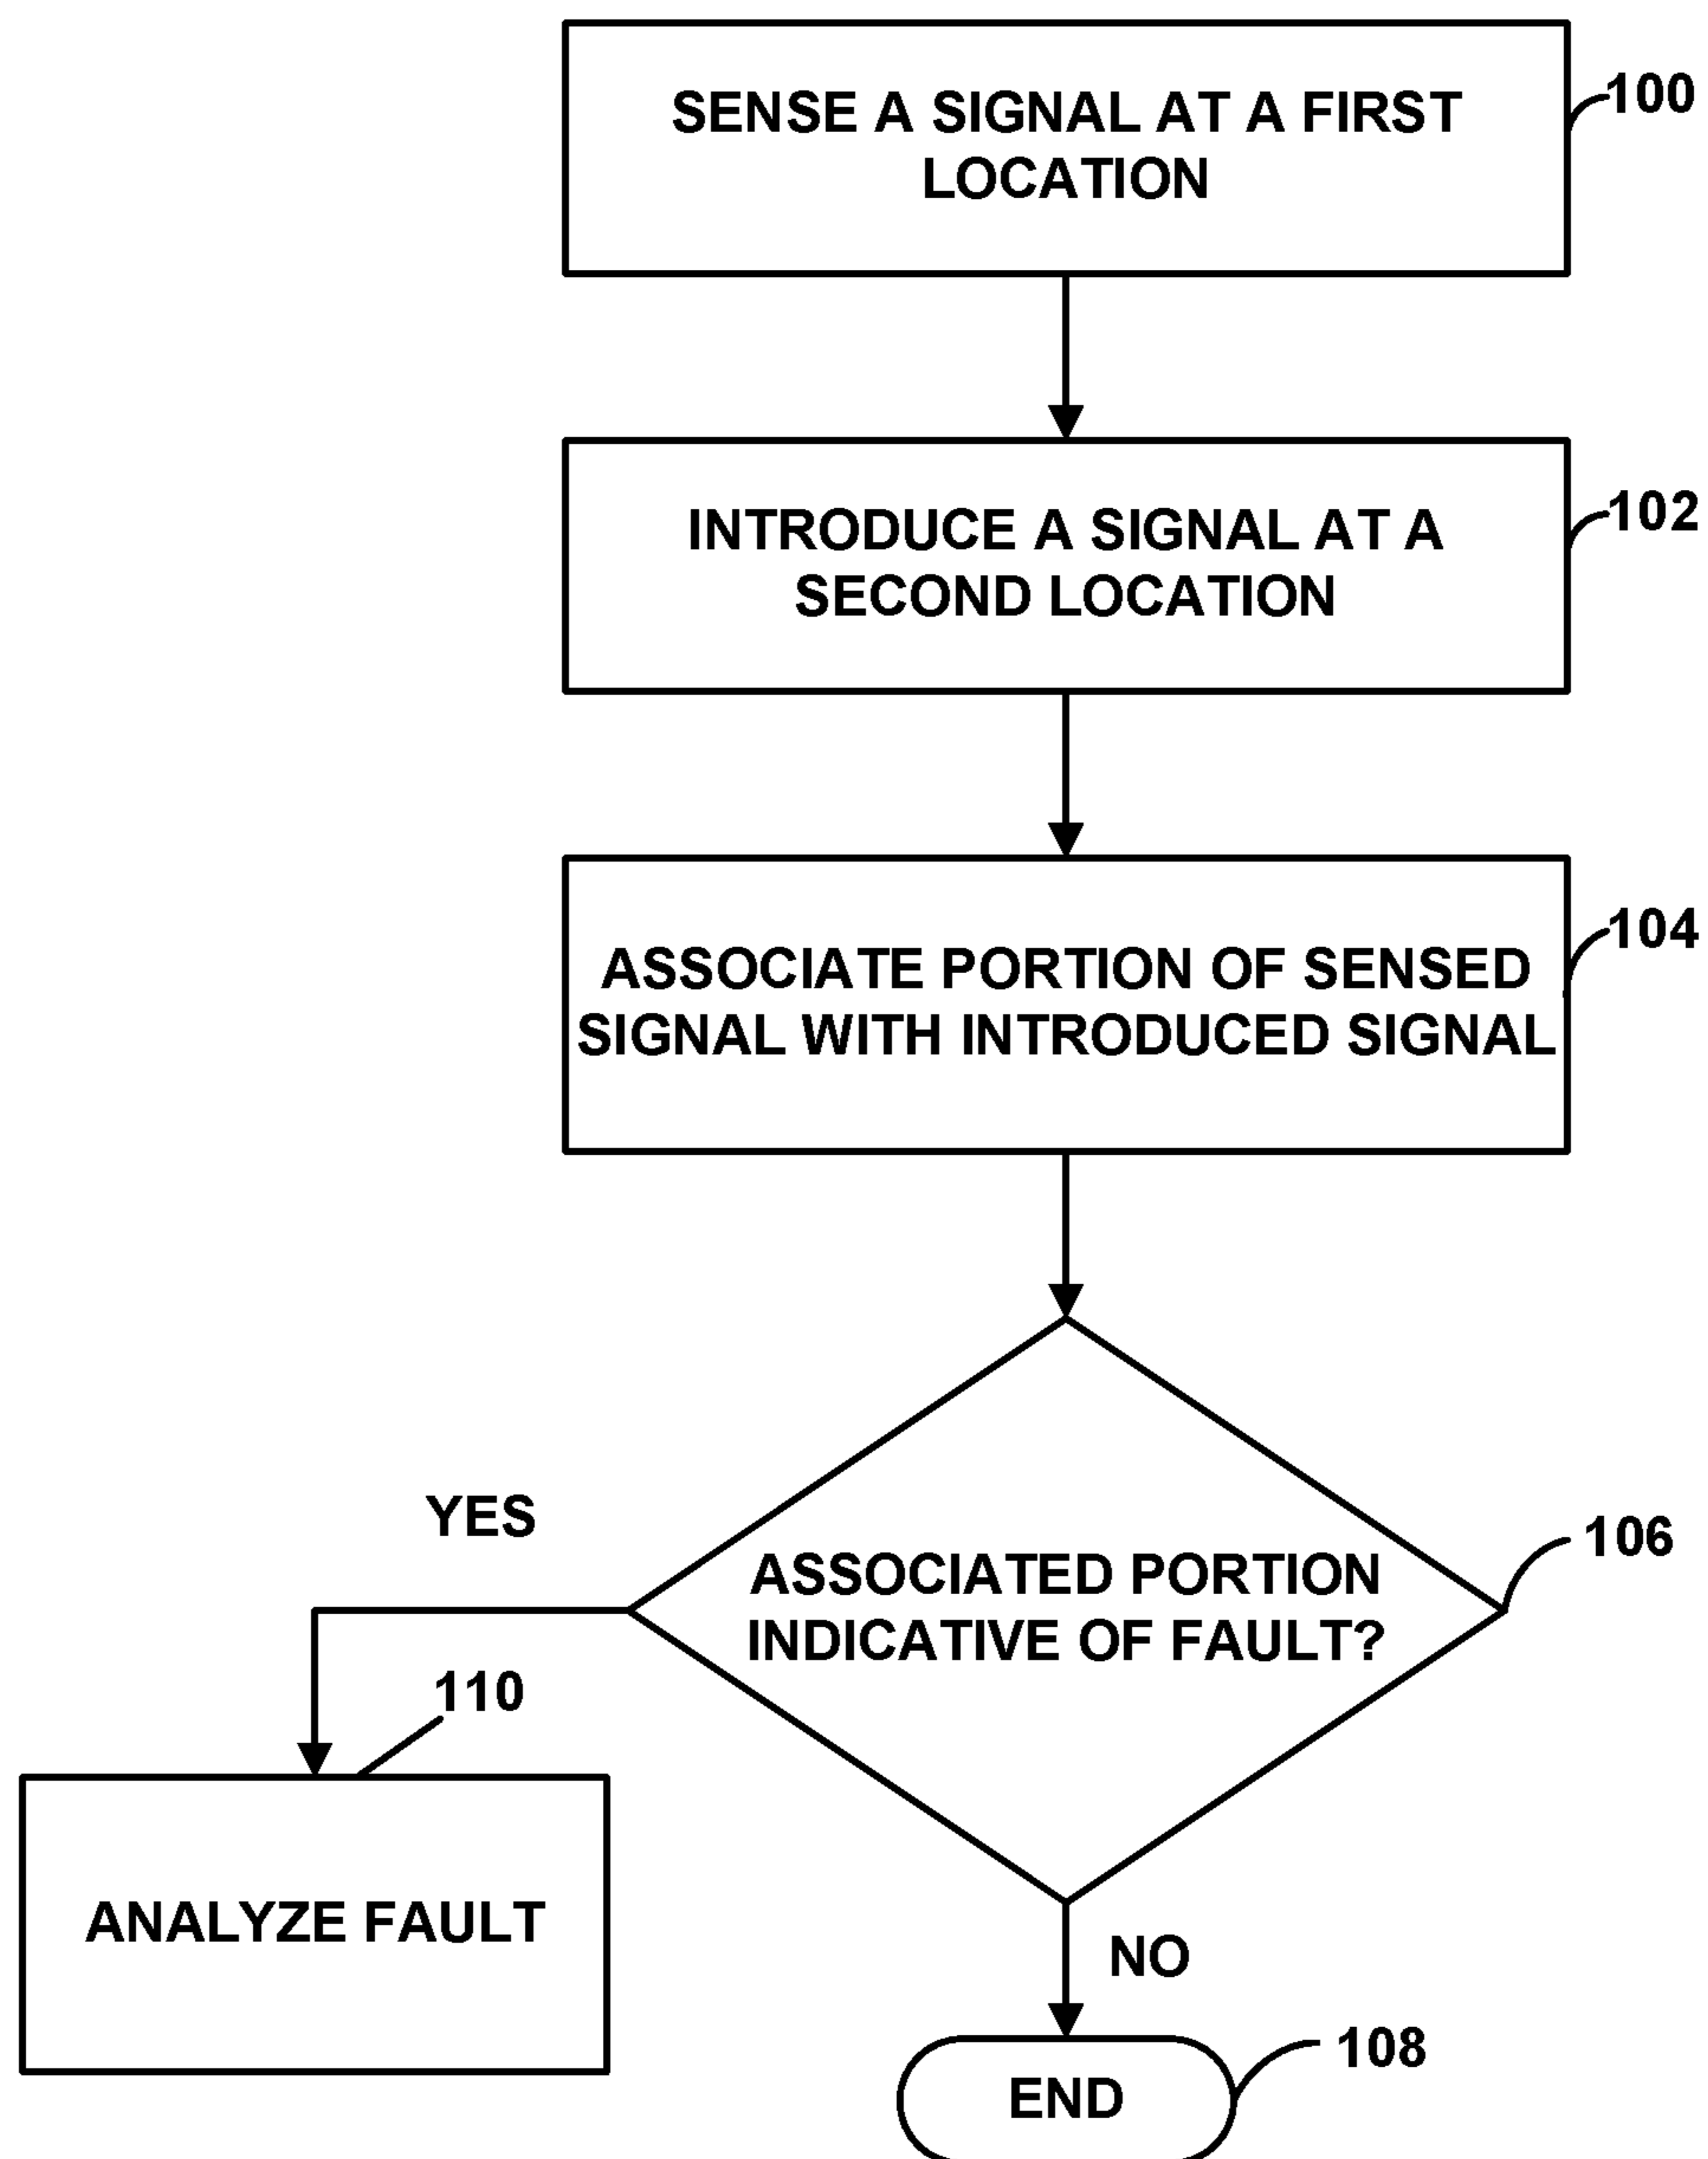 SENSE A SIGNAL AT A FIRST
LOCATION
100
INTRODUCE A SIGNAL AT A
SECOND LOCATION
102
ASSOCIATE PORTION OF SENSED
SIGNAL WITH INTRODUCED SIGNAL
104
YES
ASSOCIATED PORTION
INDICATIVE OF FAULT?
106
110
ANALYZE FAULT
NO
END
108